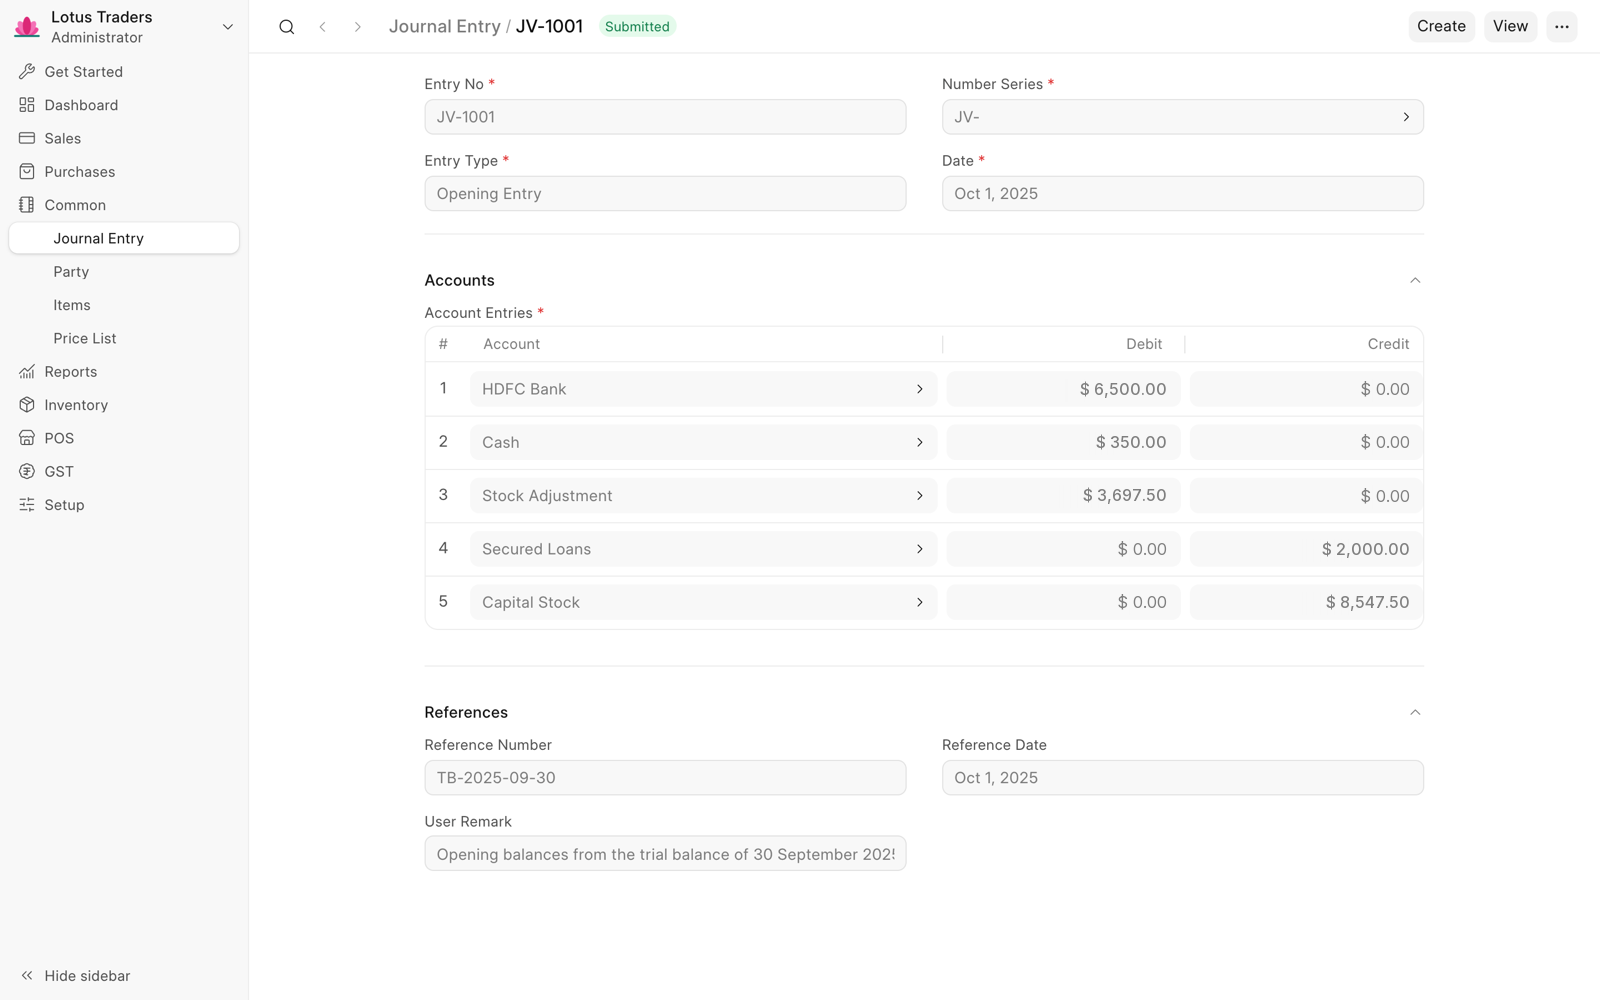 Lotus Traders
Administrator
Get Started
Dashboard
Sales
Purchases
Common
Journal Entry
Party
Items
Price List
Reports
Inventory
POS
GST
Setup
Hide sidebar
Journal Entry / JV-1001 Submitted
Create View ...
Entry No * Number Series *
JV-1001 JV-
Entry Type * Date *
Opening Entry Oct 1, 2025
Accounts
Account Entries *
# Account Debit Credit
1 HDFC Bank $ 6,500.00 $ 0.00
2 Cash $ 350.00 $ 0.00
3 Stock Adjustment $ 3,697.50 $ 0.00
4 Secured Loans $ 0.00 $ 2,000.00
5 Capital Stock $ 0.00 $ 8,547.50
References
Reference Number Reference Date
TB-2025-09-30 Oct 1, 2025
User Remark
Opening balances from the trial balance of 30 September 2025